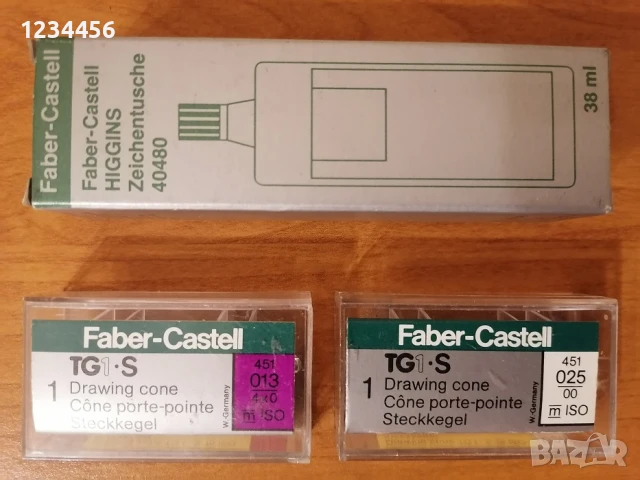 1234456
Faber-Castell
Faber-Castell
HIGGINS
Zeichentusche
40480
38 ml
Faber-Castell
TG1·S
1 Drawing cone
Cône porte-pointe
Steckkegel
W.-Germany
451
013
4x0
m ISO
Faber-Castell
TG1·S
1 Drawing cone
Cône porte-pointe
Steckkegel
W.-Germany
451
025
00
m ISO
BAZAR
bg